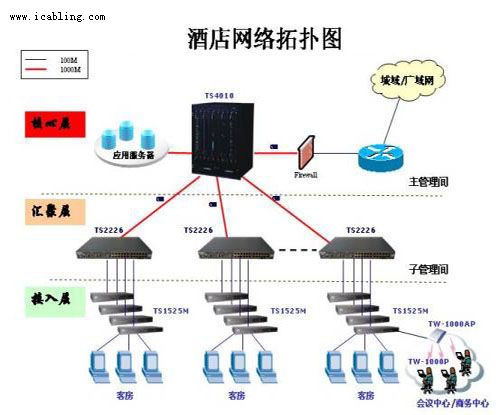 www.icabling.com
酒店网络拓扑图
100M
1000M
TS4010
城域/广域网
核心层
应用服务器
Firewall
主管理间
汇聚层
TS2226
TS2226
TS2226
子管理间
接入层
TS1525M
TS1525M
TS1525M
TW-1000AP
TW-1000P
客房
客房
客房
会议中心/商务中心